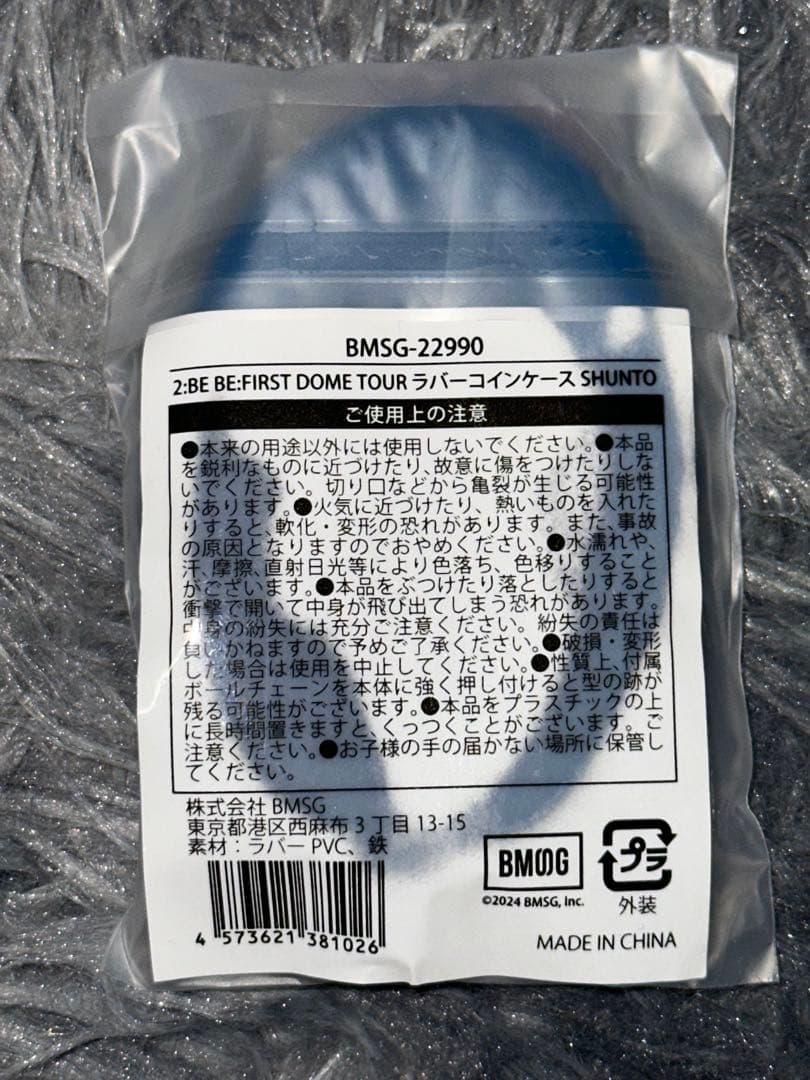 BMSG-22990
2:BE BE:FIRST DOME TOUR ラバーコインケース SHUNTO
ご使用上の注意
●本来の用途以外には使用しないでください。●本品
を鋭利なものに近づけたり、故意に傷をつけたりしな
いでください。切り口などから亀裂が生じる可能性
があります。●火気に近づけたり、熱いものを入れた
りすると、軟化・変形の恐れがあります。また、事故
の原因となりますのでおやめください。●水濡れや、
汗、摩擦、直射日光等により色落ち、色移りすること
がございます。●本品をぶつけたり落としたりすると
衝撃で開いて中身が飛び出てしまう恐れがあります。
中身の紛失には充分ご注意ください。紛失の責任は
負いかねますので予めご了承ください。●破損・変形
した場合は使用を中止してください。●性質上、付属
ボールチェーンを本体に強く押し付けると型の跡が
残る可能性がございます。●本品をプラスチックの上
に長時間置きますと、くっつくことがございます。ご
注意ください。●お子様の手の届かない場所に保管し
てください。
株式会社 BMSG
東京都港区西麻布 3 丁目 13-15
素材：ラバー PVC、鉄
4 573621 381026
BMSG
©2024 BMSG, Inc.
プラ
外装
MADE IN CHINA